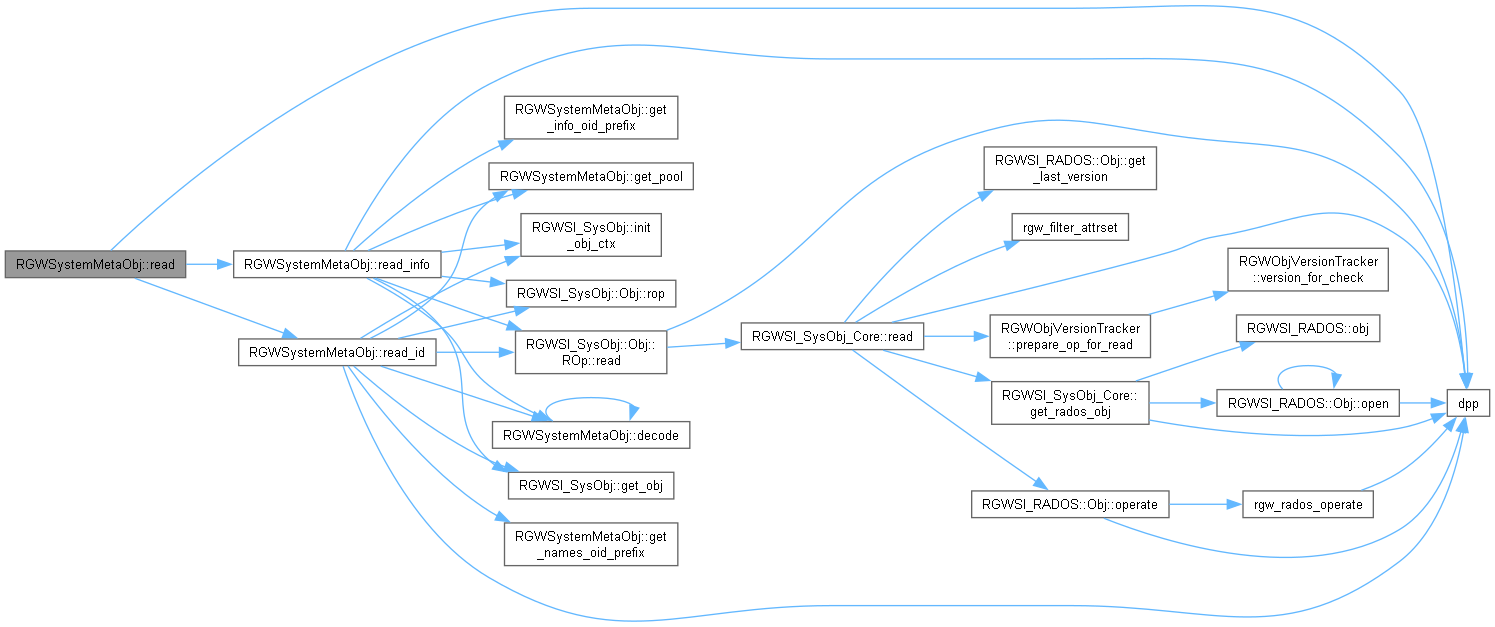 RGWSystemMetaObj::read
RGWSystemMetaObj::read_info
RGWSystemMetaObj::read_id
RGWSystemMetaObj::get
_info_oid_prefix
RGWSystemMetaObj::get_pool
RGWSI_SysObj::init
_obj_ctx
RGWSI_SysObj::Obj::rop
RGWSI_SysObj::Obj::
ROp::read
RGWSystemMetaObj::decode
RGWSI_SysObj::get_obj
RGWSystemMetaObj::get
_names_oid_prefix
RGWSI_SysObj_Core::read
RGWSI_RADOS::Obj::get
_last_version
rgw_filter_attrset
RGWObjVersionTracker
::prepare_op_for_read
RGWSI_SysObj_Core::
get_rados_obj
RGWSI_RADOS::Obj::operate
RGWObjVersionTracker
::version_for_check
RGWSI_RADOS::obj
RGWSI_RADOS::Obj::open
rgw_rados_operate
dpp